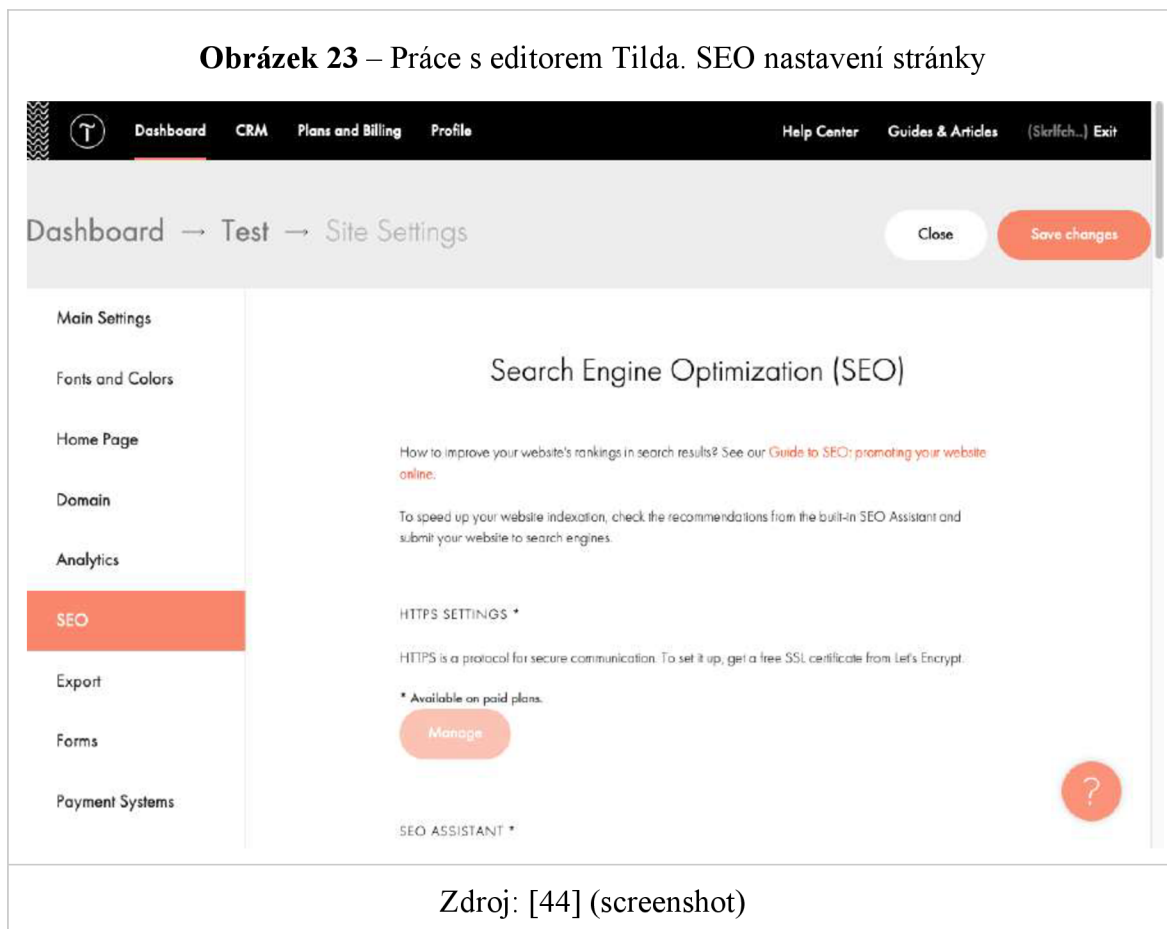 Obrázek 23 – Práce s editorem Tilda. SEO nastavení stránky
Dashboard CRM Plans and Billing Profile Help Center Guides & Articles (Skrlfch...) Exit
Dashboard → Test → Site Settings
Close
Save changes
Main Settings
Fonts and Colors
Home Page
Domain
Analytics
SEO
Export
Forms
Payment Systems
Search Engine Optimization (SEO)
How to improve your website's rankings in search results? See our Guide to SEO: promoting your website
online.
To speed up your website indexation, check the recommendations from the built-in SEO Assistant and
submit your website to search engines.
HTTPS SETTINGS *
HTTPS is a protocol for secure communication. To set it up, get a free SSL certificate from Let's Encrypt.
* Available on paid plans.
Manage
SEO ASSISTANT *
?
Zdroj: [44] (screenshot)